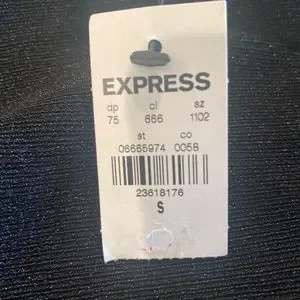 EXPRESS
dp cl sz
75 666 1102
st co
06665974 0058
23618176
S